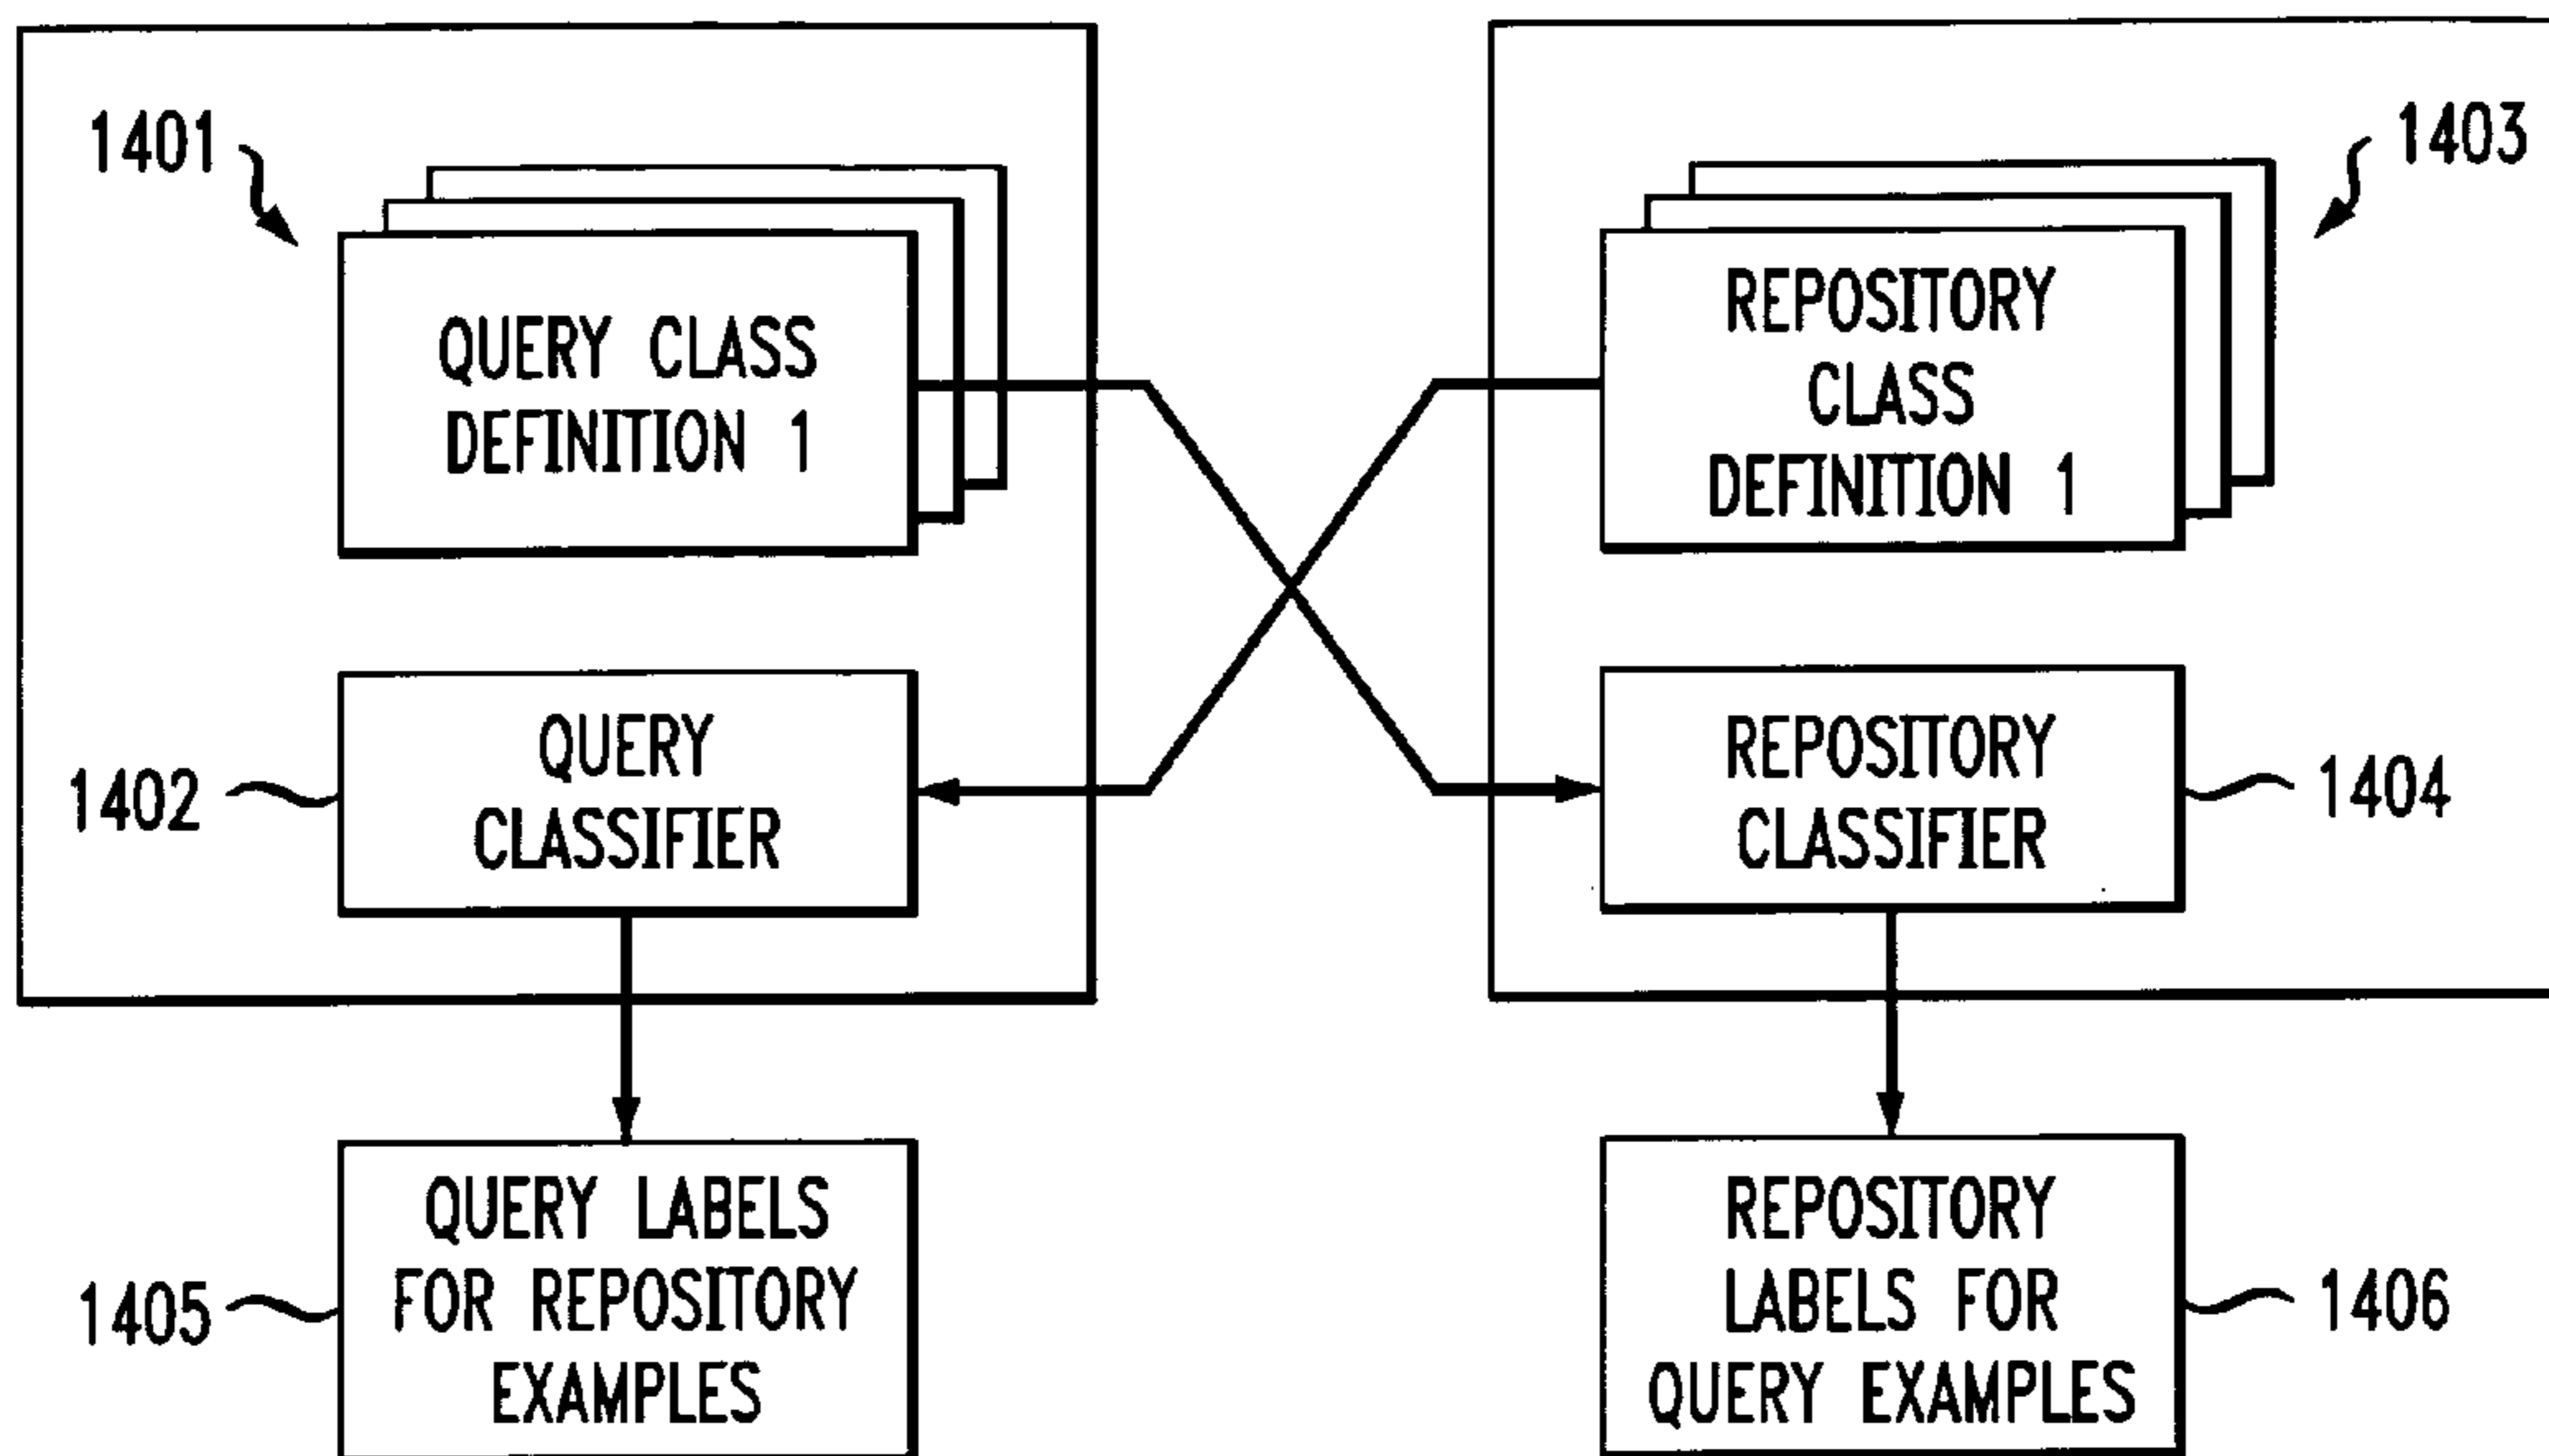 1401
QUERY CLASS
DEFINITION 1
1403
REPOSITORY
CLASS
DEFINITION 1
1402
QUERY
CLASSIFIER
REPOSITORY
CLASSIFIER
1404
1405
QUERY LABELS
FOR REPOSITORY
EXAMPLES
REPOSITORY
LABELS FOR
QUERY EXAMPLES
1406